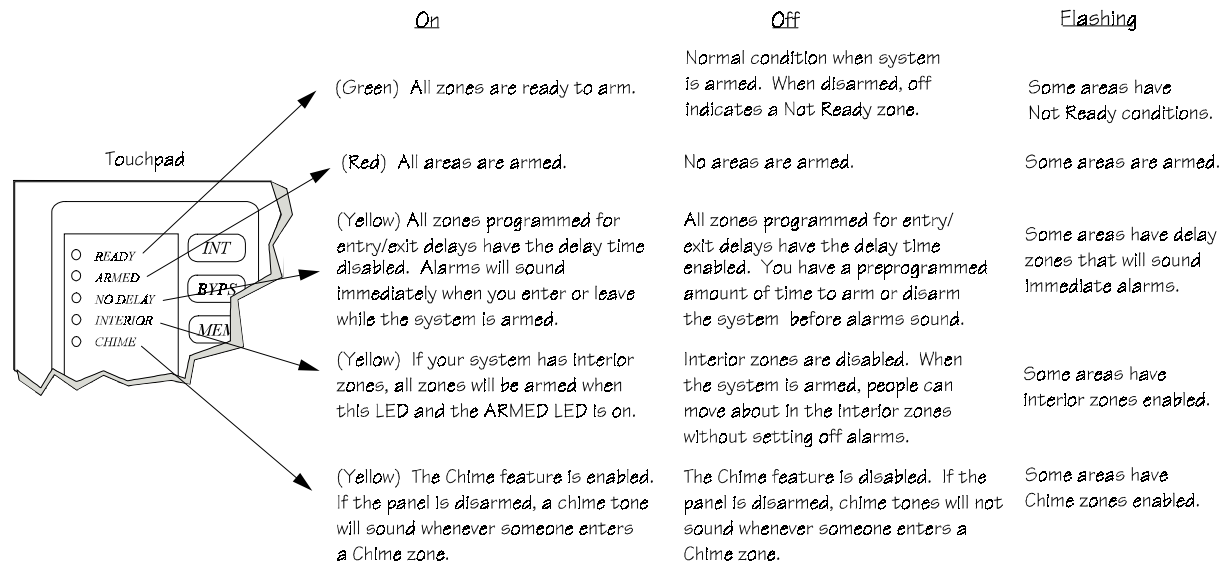 On
Off
Flashing
(Green) All zones are ready to arm.
Normal condition when system
is armed. When disarmed, off
indicates a Not Ready zone.
Some areas have
Not Ready conditions.
Touchpad
(Red) All areas are armed.
No areas are armed.
Some areas are armed.
READY
ARMED
NO DELAY
INTERIOR
CHIME
INT
BYPS
MEM
(Yellow) All zones programmed for
entry/exit delays have the delay time
disabled. Alarms will sound
immediately when you enter or leave
while the system is armed.
All zones programmed for entry/
exit delays have the delay time
enabled. You have a preprogrammed
amount of time to arm or disarm
the system before alarms sound.
Some areas have delay
zones that will sound
immediate alarms.
(Yellow) If your system has interior
zones, all zones will be armed when
this LED and the ARMED LED is on.
Interior zones are disabled. When
the system is armed, people can
move about in the interior zones
without setting off alarms.
Some areas have
interior zones enabled.
(Yellow) The Chime feature is enabled.
If the panel is disarmed, a chime tone
will sound whenever someone enters
a Chime zone.
The Chime feature is disabled. If the
panel is disarmed, chime tones will not
sound whenever someone enters a
Chime zone.
Some areas have
Chime zones enabled.